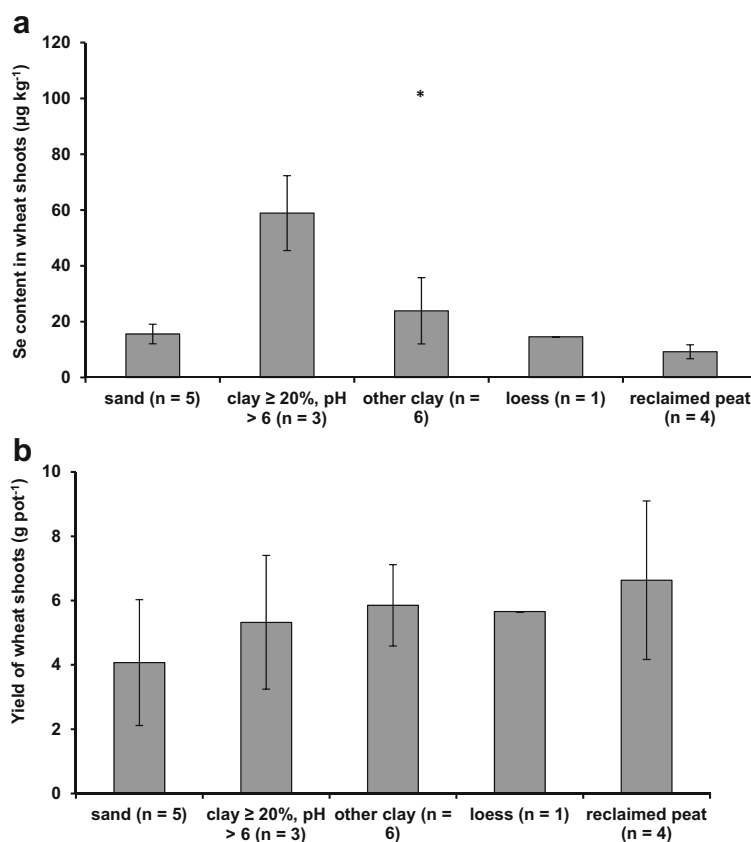 a
Se content in wheat shoots (µg kg⁻¹)
120
100
80
60
40
20
0
*
sand (n = 5)
clay ≥ 20%, pH
> 6 (n = 3)
other clay (n =
6)
loess (n = 1)
reclaimed peat
(n = 4)
b
Yield of wheat shoots (g pot⁻¹)
10
8
6
4
2
0
sand (n = 5)
clay ≥ 20%, pH
> 6 (n = 3)
other clay (n =
6)
loess (n = 1)
reclaimed peat
(n = 4)